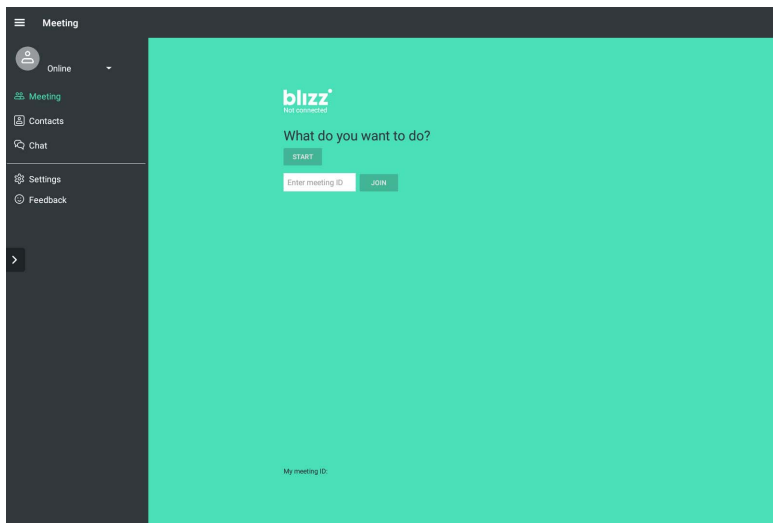 Meeting
Online
Meeting
Contacts
Chat
Settings
Feedback
blizz
Not connected
What do you want to do?
START
Enter meeting ID JOIN
My meeting ID: